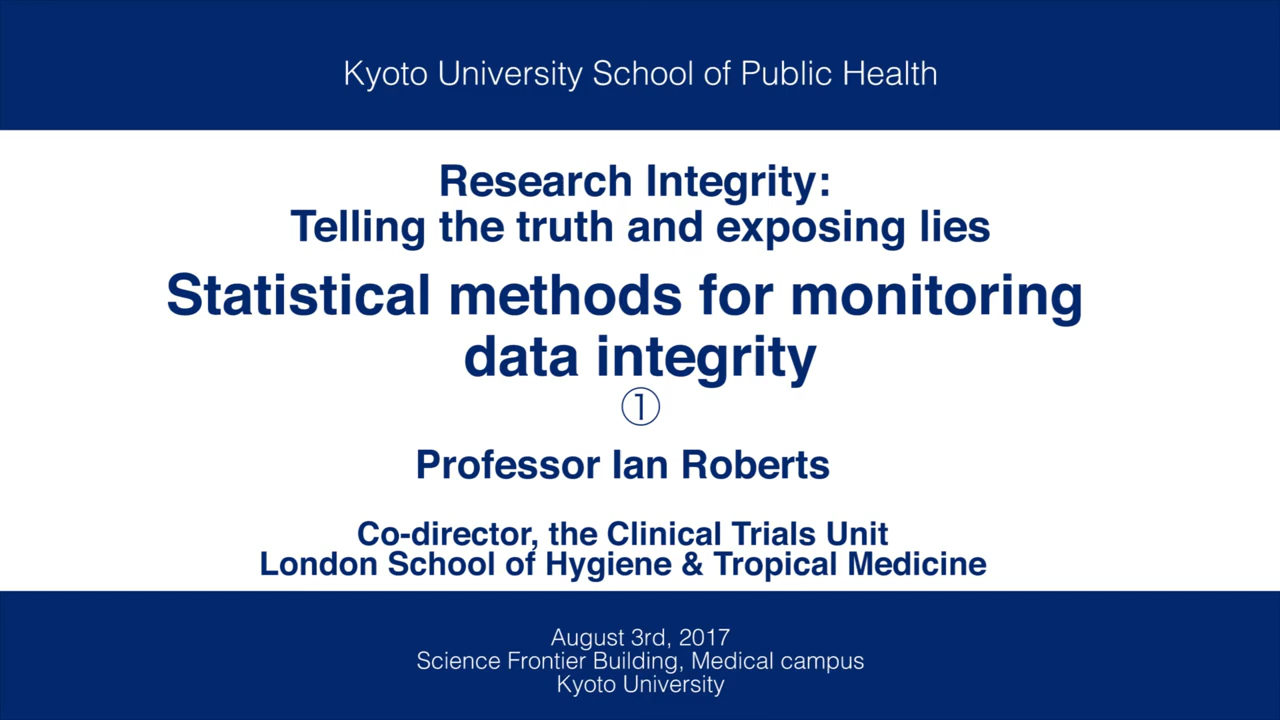 Kyoto University School of Public Health
Research Integrity:
Telling the truth and exposing lies
Statistical methods for monitoring
data integrity
①
Professor Ian Roberts
Co-director, the Clinical Trials Unit
London School of Hygiene & Tropical Medicine
August 3rd, 2017
Science Frontier Building, Medical campus
Kyoto University